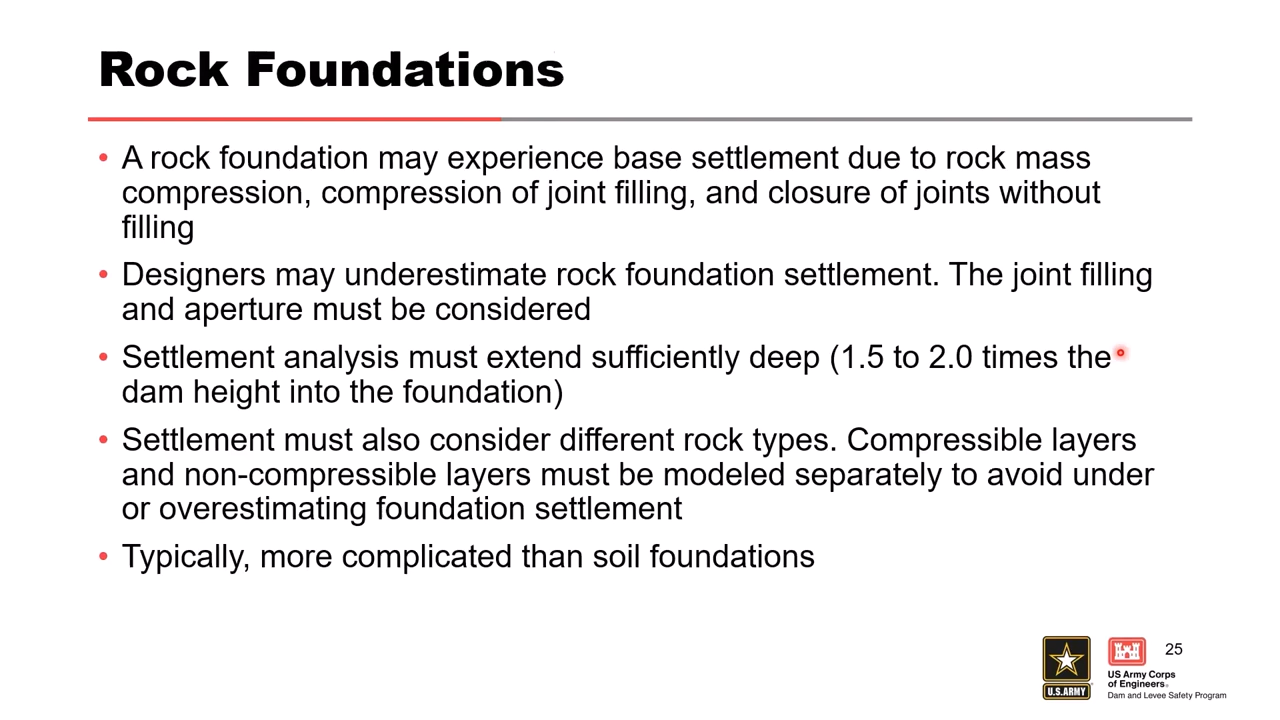 Rock Foundations
• A rock foundation may experience base settlement due to rock mass
compression, compression of joint filling, and closure of joints without
filling
• Designers may underestimate rock foundation settlement. The joint filling
and aperture must be considered
• Settlement analysis must extend sufficiently deep (1.5 to 2.0 times the
dam height into the foundation)
• Settlement must also consider different rock types. Compressible layers
and non-compressible layers must be modeled separately to avoid under
or overestimating foundation settlement
• Typically, more complicated than soil foundations
U.S.ARMY
US Army Corps
of Engineers®
Dam and Levee Safety Program
25